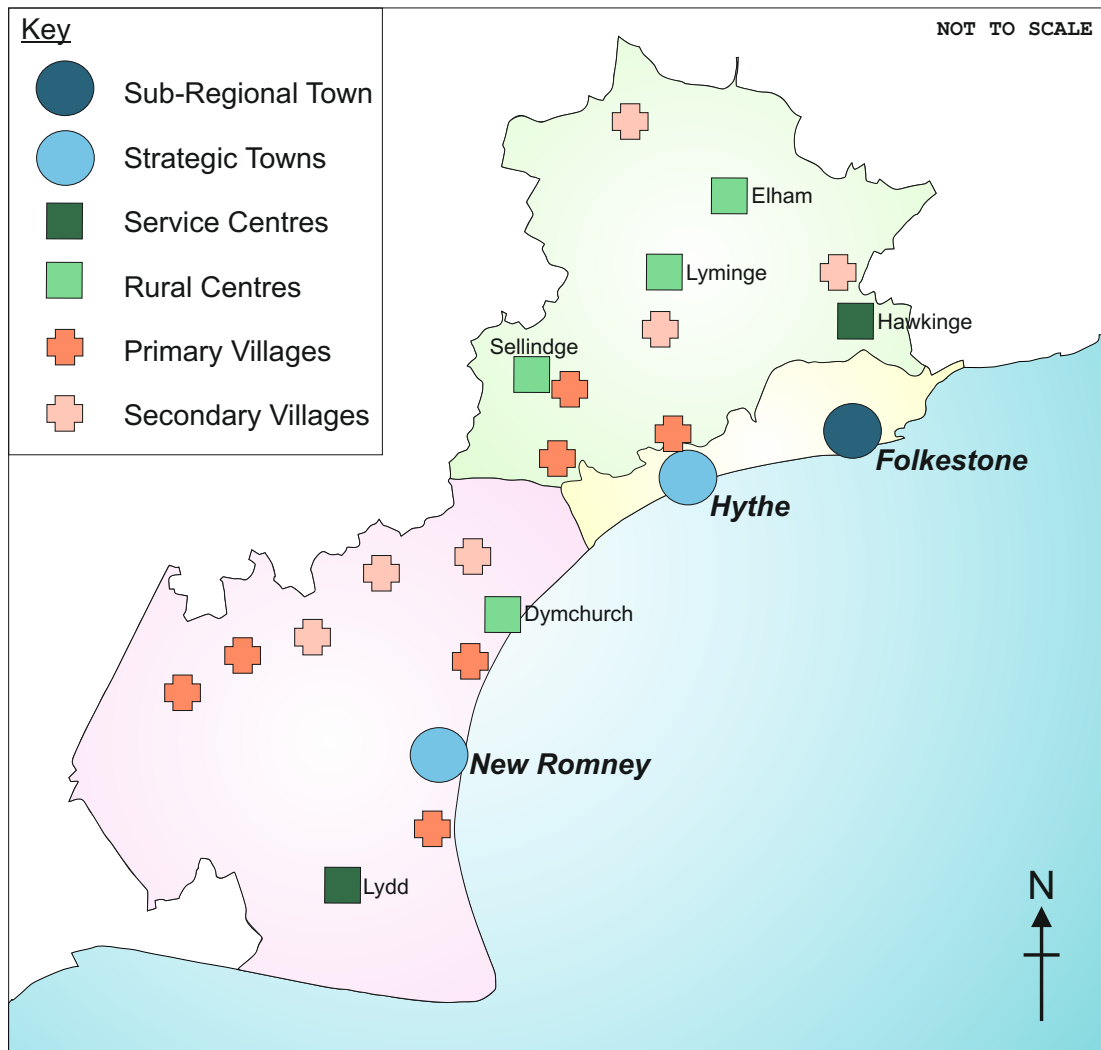 Key
NOT TO SCALE
Sub-Regional Town
Strategic Towns
Service Centres
Rural Centres
Primary Villages
Secondary Villages
Elham
Lyminge
Hawkinge
Sellindge
Folkestone
Hythe
Dymchurch
New Romney
Lydd
N